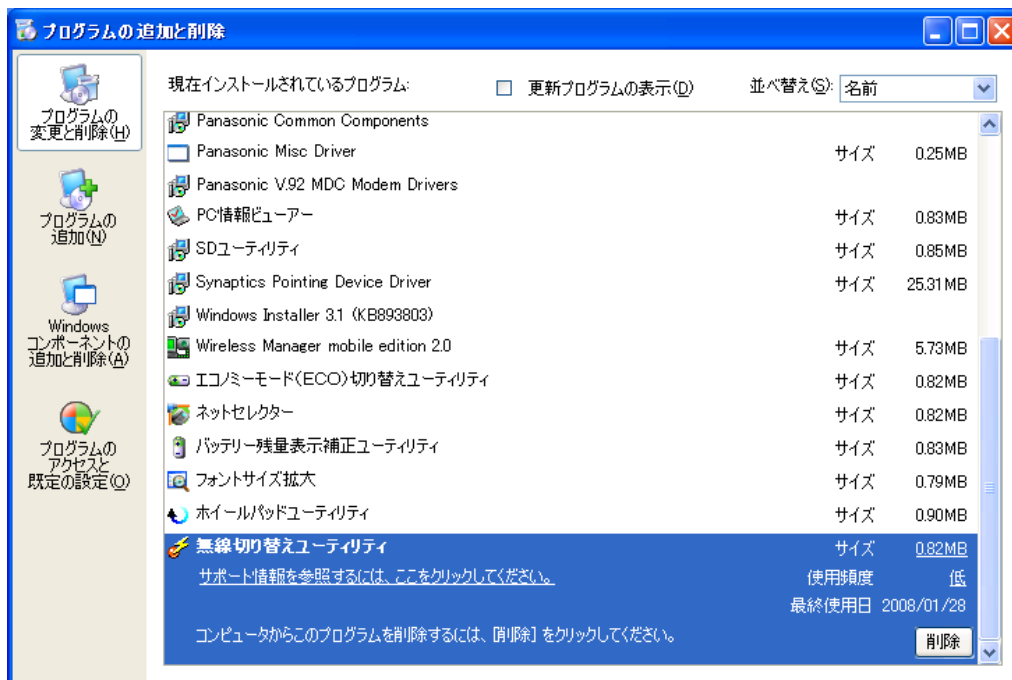 プログラムの追加と削除
プログラムの
変更と削除(H)
プログラムの
追加(N)
Windows
コンポーネントの
追加と削除(A)
プログラムの
アクセスと
既定の設定(O)
現在インストールされているプログラム:
更新プログラムの表示(D)
並べ替え(S): 名前
Panasonic Common Components
Panasonic Misc Driver サイズ 0.25MB
Panasonic V.92 MDC Modem Drivers
PC情報ビューアー サイズ 0.83MB
SDユーティリティ サイズ 0.85MB
Synaptics Pointing Device Driver サイズ 25.31MB
Windows Installer 3.1 (KB893803)
Wireless Manager mobile edition 2.0 サイズ 5.73MB
エコノミーモード(ECO)切り替えユーティリティ サイズ 0.82MB
ネットセレクター サイズ 0.82MB
バッテリー残量表示補正ユーティリティ サイズ 0.83MB
フォントサイズ拡大 サイズ 0.79MB
ホイールパッドユーティリティ サイズ 0.90MB
無線切り替えユーティリティ サイズ 0.82MB
サポート情報を参照するには、ここをクリックしてください。 使用頻度 低
最終使用日 2008/01/28
コンピュータからこのプログラムを削除するには、[削除] をクリックしてください。 削除